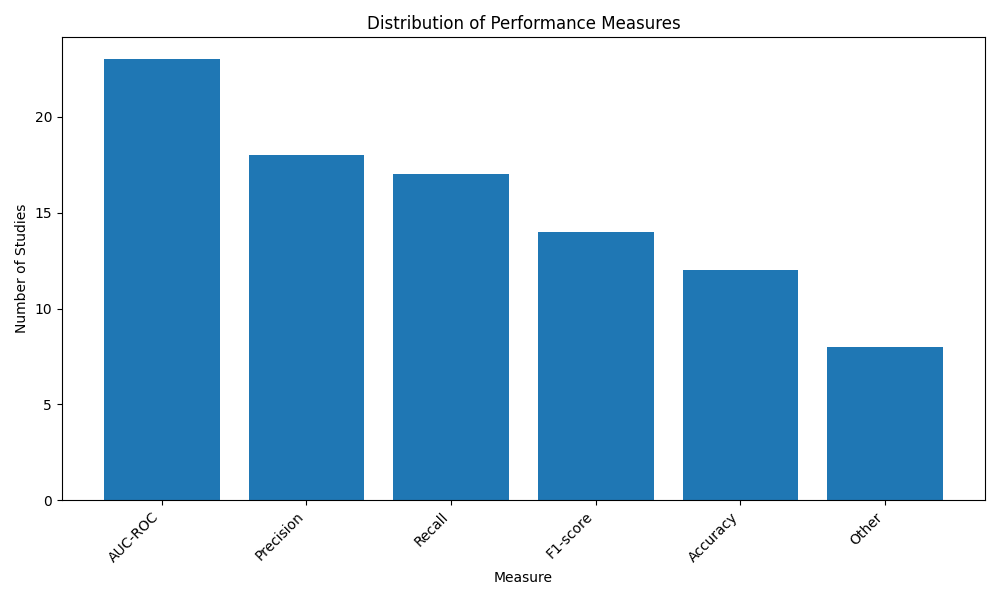 Distribution of Performance Measures
Number of Studies
20
15
10
5
0
AUC-ROC
Precision
Recall
F1-score
Accuracy
Other
Measure